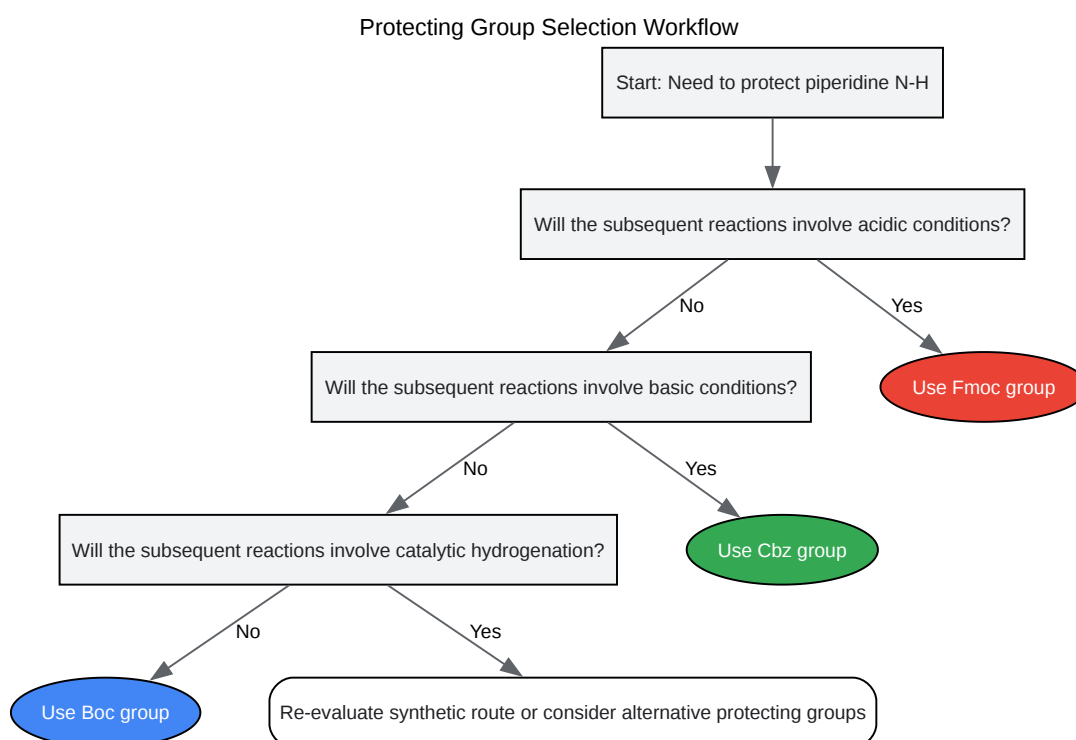 Protecting Group Selection Workflow
Start: Need to protect piperidine N-H
Will the subsequent reactions involve acidic conditions?
No
Yes
Will the subsequent reactions involve basic conditions?
Use Fmoc group
No
Yes
Will the subsequent reactions involve catalytic hydrogenation?
Use Cbz group
No
Yes
Use Boc group
Re-evaluate synthetic route or consider alternative protecting groups